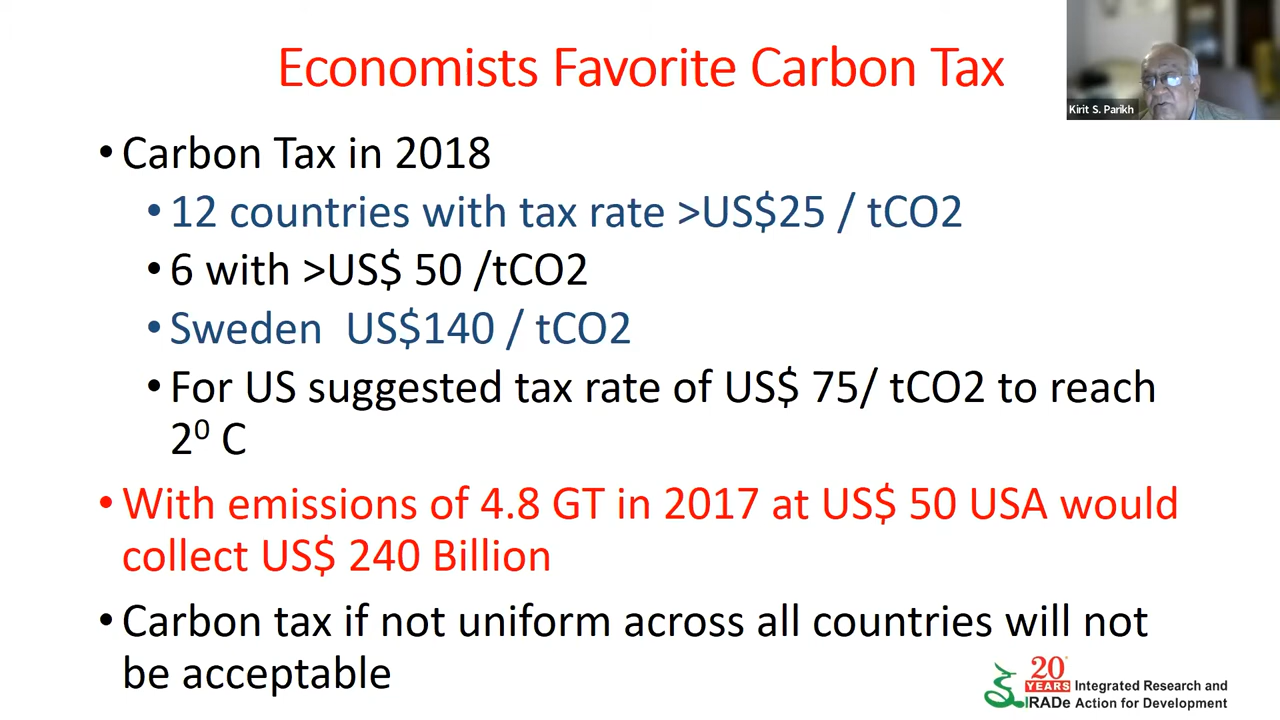 Economists Favorite Carbon Tax
Kirit S. Parikh
• Carbon Tax in 2018
• 12 countries with tax rate >US$25 / tCO2
• 6 with >US$ 50 /tCO2
• Sweden US$140 / tCO2
• For US suggested tax rate of US$ 75/ tCO2 to reach
2⁰ C
• With emissions of 4.8 GT in 2017 at US$ 50 USA would
collect US$ 240 Billion
• Carbon tax if not uniform across all countries will not
be acceptable
20
YEARS
IRADe
Integrated Research and
Action for Development